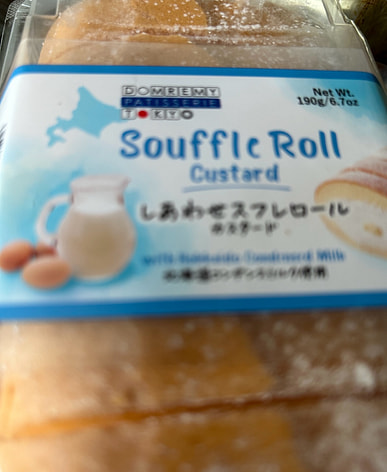 DOMREMY
PATISSERIE
TOKYO
Net Wt.
190g/6.7oz
Souffle Roll
Custard
しあわせスフレロール
カスタード
with Hokkaido Condensed Milk
北海道コンデンスミルク使用